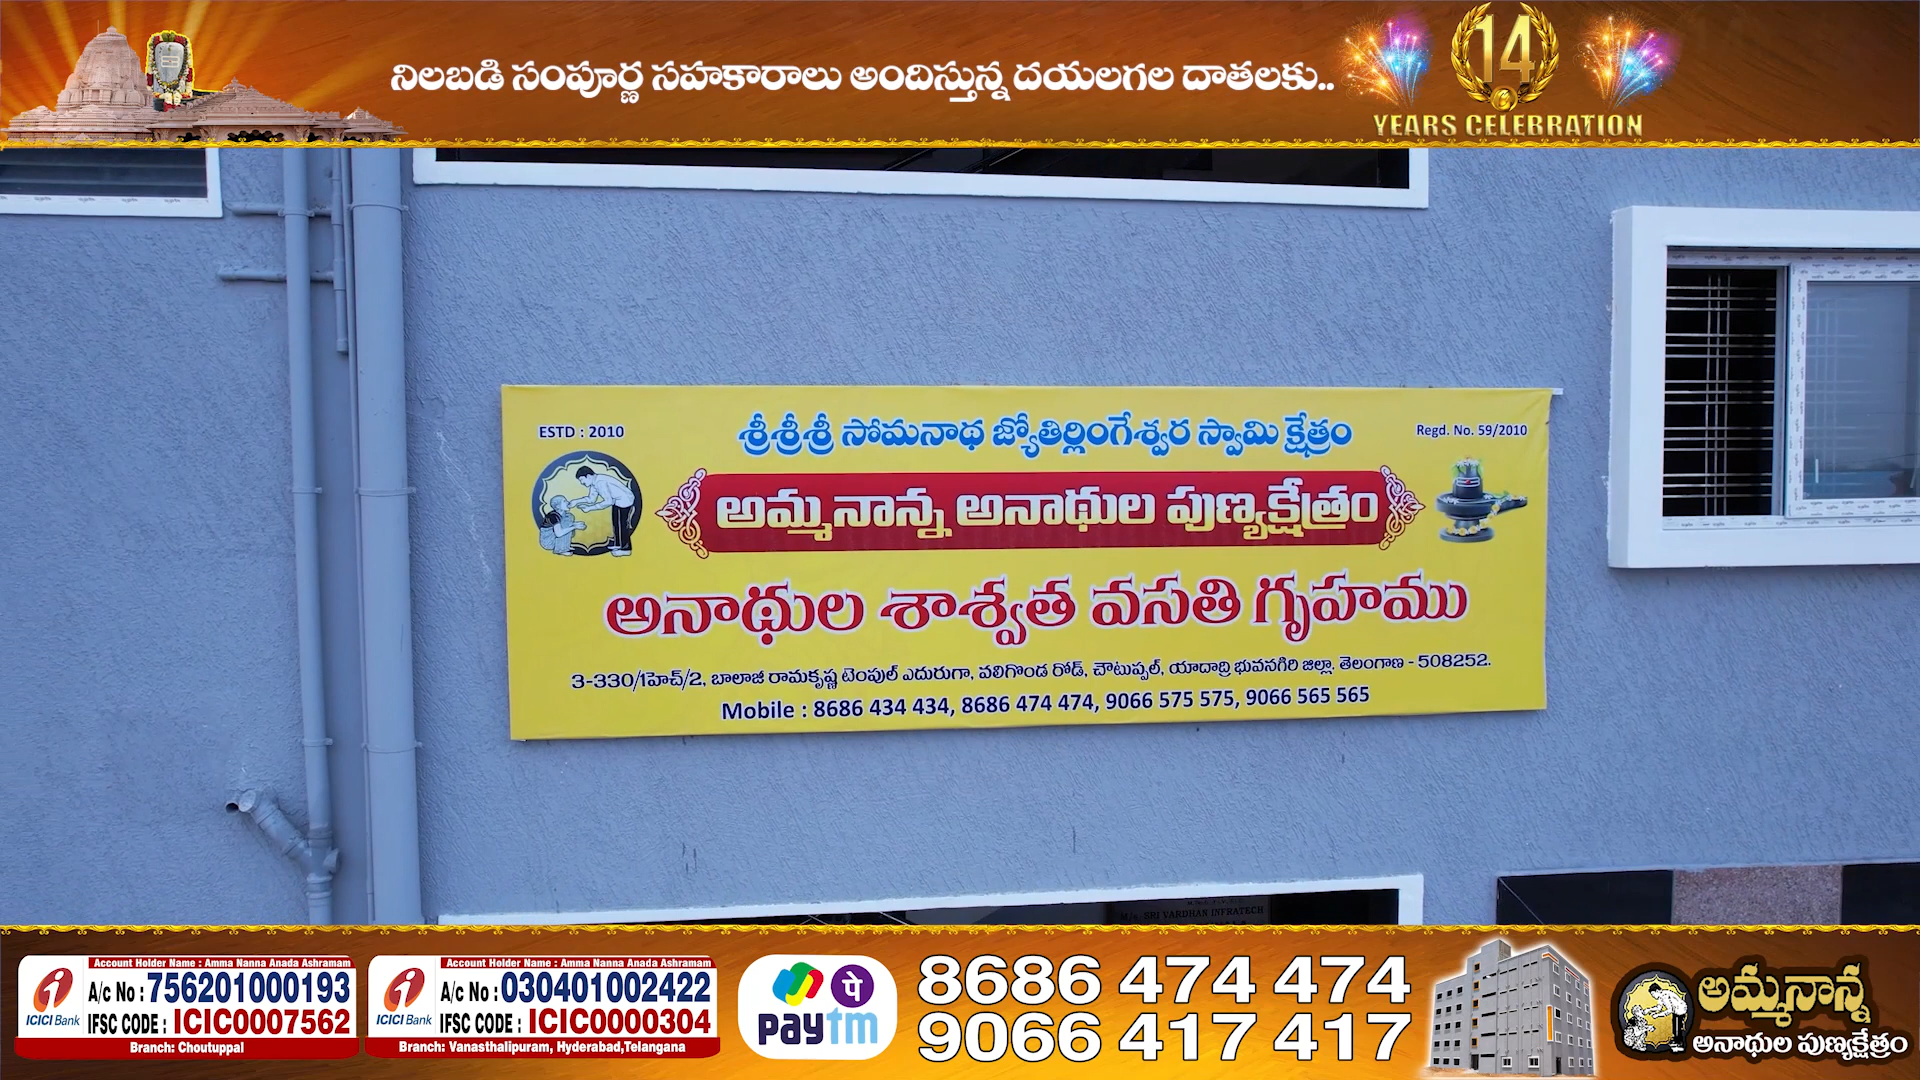 నిలబడి సంపూర్ణ సహకారాలు అందిస్తున్న దయలగల దాతలకు..
14
YEARS CELEBRATION
ESTD : 2010
శ్రీశ్రీశ్రీ సోమనాథ జ్యోతిర్లింగేశ్వర స్వామి క్షేత్రం
Regd. No. 59/2010
అమ్మనాన్న అనాథుల పుణ్యక్షేత్రం
అనాథుల శాశ్వత వసతి గృహము
3-330/1హెచ్/2, బాలాజీ రామకృష్ణ టెంపుల్ ఎదురుగా, వలిగొండ రోడ్, చౌటుప్పల్, యాదాద్రి భువనగిరి జిల్లా, తెలంగాణ - 508252.
Mobile : 8686 434 434, 8686 474 474, 9066 575 575, 9066 565 565
M/s. SRI VARDHAN INFRATECH
Account Holder Name : Amma Nanna Anada Ashramam
ICICI Bank
A/c No : 756201000193
IFSC CODE : ICIC0007562
Branch: Choutuppal
Account Holder Name : Amma Nanna Anada Ashramam
ICICI Bank
A/c No : 030401002422
IFSC CODE : ICIC0000304
Branch: Vanasthalipuram, Hyderabad,Telangana
पे
paytm
8686 474 474
9066 417 417
అమ్మనాన్న
అనాథుల పుణ్యక్షేత్రం